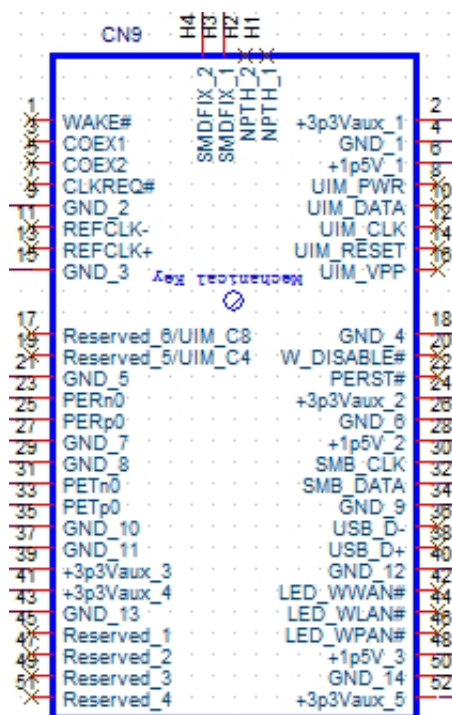 CN9
H4 H3 H2 H1
SMDFIX_2 SMDFIX_1 NPTH_2 NPTH_1
1 WAKE# +3p3Vaux_1 2
3 COEX1 GND_1 4
5 COEX2 +1p5V_1 6
7 CLKREQ# UIM_PWR 8
9 GND_2 UIM_DATA 10
11 REFCLK- UIM_CLK 12
13 REFCLK+ UIM_RESET 14
15 GND_3 UIM_VPP 16
Mechanical Key
17 Reserved_6/UIM_C8 GND_4 18
19 Reserved_5/UIM_C4 W_DISABLE# 20
21 GND_5 PERST# 22
23 PERn0 +3p3Vaux_2 24
25 PERp0 GND_6 26
27 GND_7 +1p5V_2 28
29 GND_8 SMB_CLK 30
31 PETn0 SMB_DATA 32
33 PETp0 GND_9 34
35 GND_10 USB_D- 36
37 GND_11 USB_D+ 38
39 +3p3Vaux_3 GND_12 40
41 +3p3Vaux_4 LED_WWAN# 42
43 GND_13 LED_WLAN# 44
45 Reserved_1 LED_WPAN# 46
47 Reserved_2 +1p5V_3 48
49 Reserved_3 GND_14 50
51 Reserved_4 +3p3Vaux_5 52